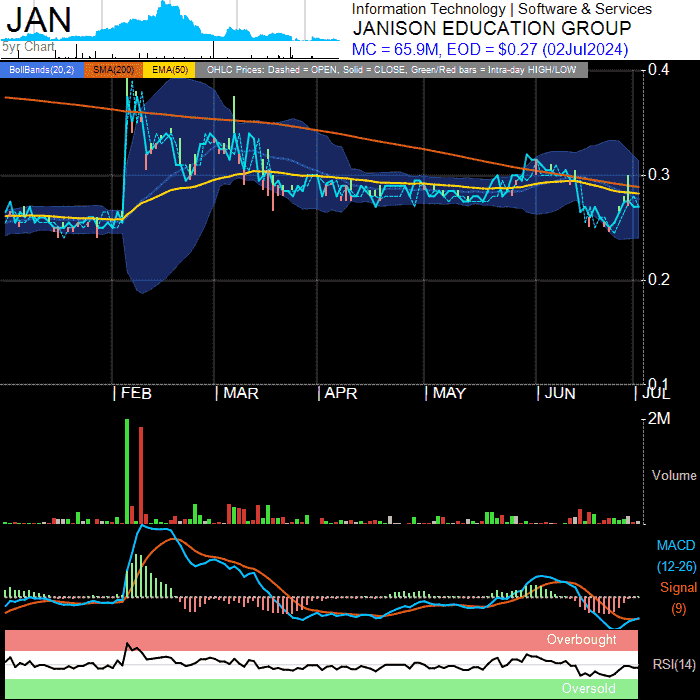 JAN
Information Technology | Software & Services
JANISON EDUCATION GROUP
5yr Chart
MC = 65.9M, EOD = $0.27 (02Jul2024)
BollBands(20,2) SMA(200) EMA(50) OHLC Prices: Dashed = OPEN, Solid = CLOSE, Green/Red bars = Intra-day HIGH/LOW
0.4
0.3
0.2
0.1
FEB MAR APR MAY JUN JUL
2M
Volume
MACD
(12-26)
Signal
(9)
Overbought
RSI(14)
Oversold